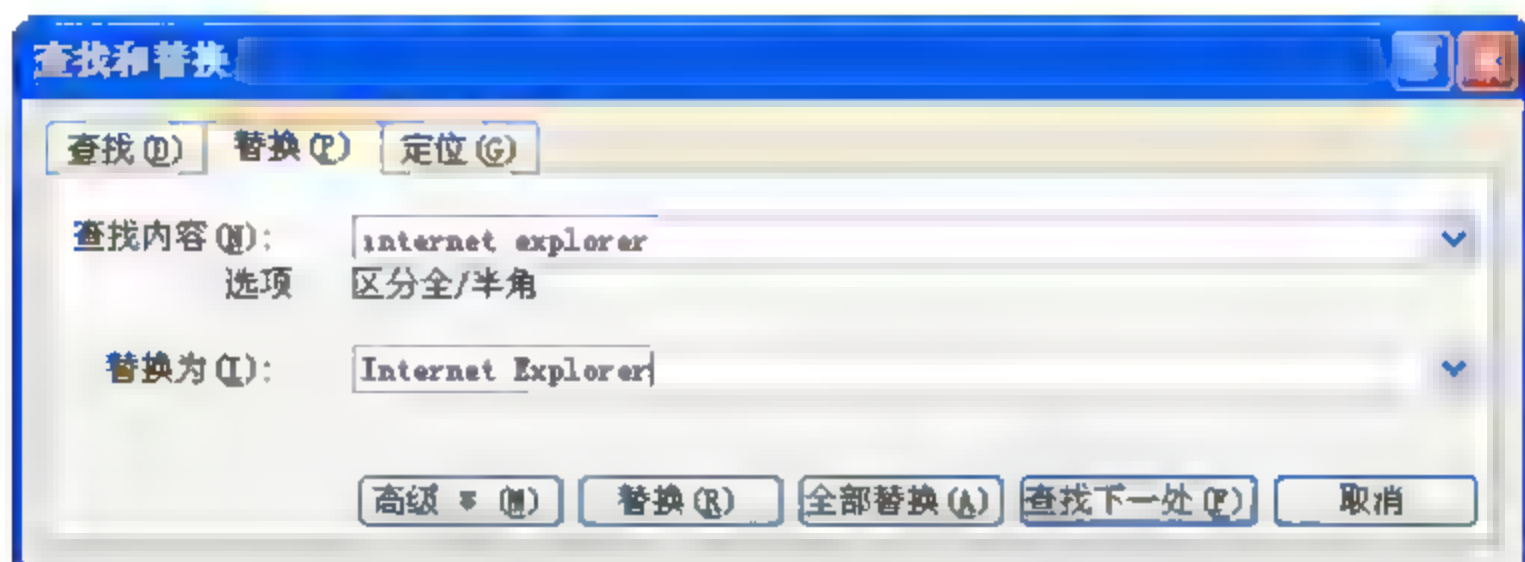 查找和替换
查找(D) 替换(P) 定位(G)
查找内容(N): internet explorer
选项 区分全/半角
替换为(I): Internet Explorer
高级 ▼ (M) 替换(R) 全部替换(A) 查找下一处(F) 取消